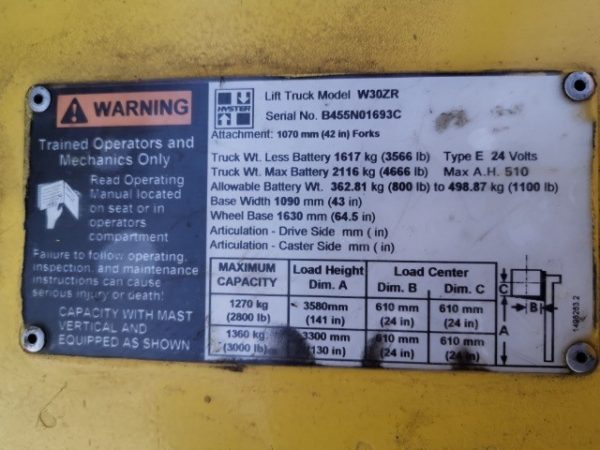 WARNING
Trained Operators and
Mechanics Only
Read Operating
Manual located
on seat or in
operators
compartment
Failure to follow operating,
inspection, and maintenance
instructions can cause
serious injury or death!
CAPACITY WITH MAST
VERTICAL AND
EQUIPPED AS SHOWN
HYSTER
Lift Truck Model W30ZR
Serial No. B455N01693C
Attachment: 1070 mm (42 in) Forks
Truck Wt. Less Battery 1617 kg (3566 lb) Type E 24 Volts
Truck Wt. Max Battery 2116 kg (4666 lb) Max A.H. 510
Allowable Battery Wt. 362.81 kg (800 lb) to 498.87 kg (1100 lb)
Base Width 1090 mm (43 in)
Wheel Base 1630 mm (64.5 in)
Articulation - Drive Side mm ( in)
Articulation - Caster Side mm ( in)
MAXIMUM CAPACITY Load Height Dim. A Load Center Dim. B Dim. C
1270 kg (2800 lb) 3580mm (141 in) 610 mm (24 in) 610 mm (24 in)
1360 kg (3000 lb) 3300 mm (130 in) 610 mm (24 in) 610 mm (24 in)
C
B
A